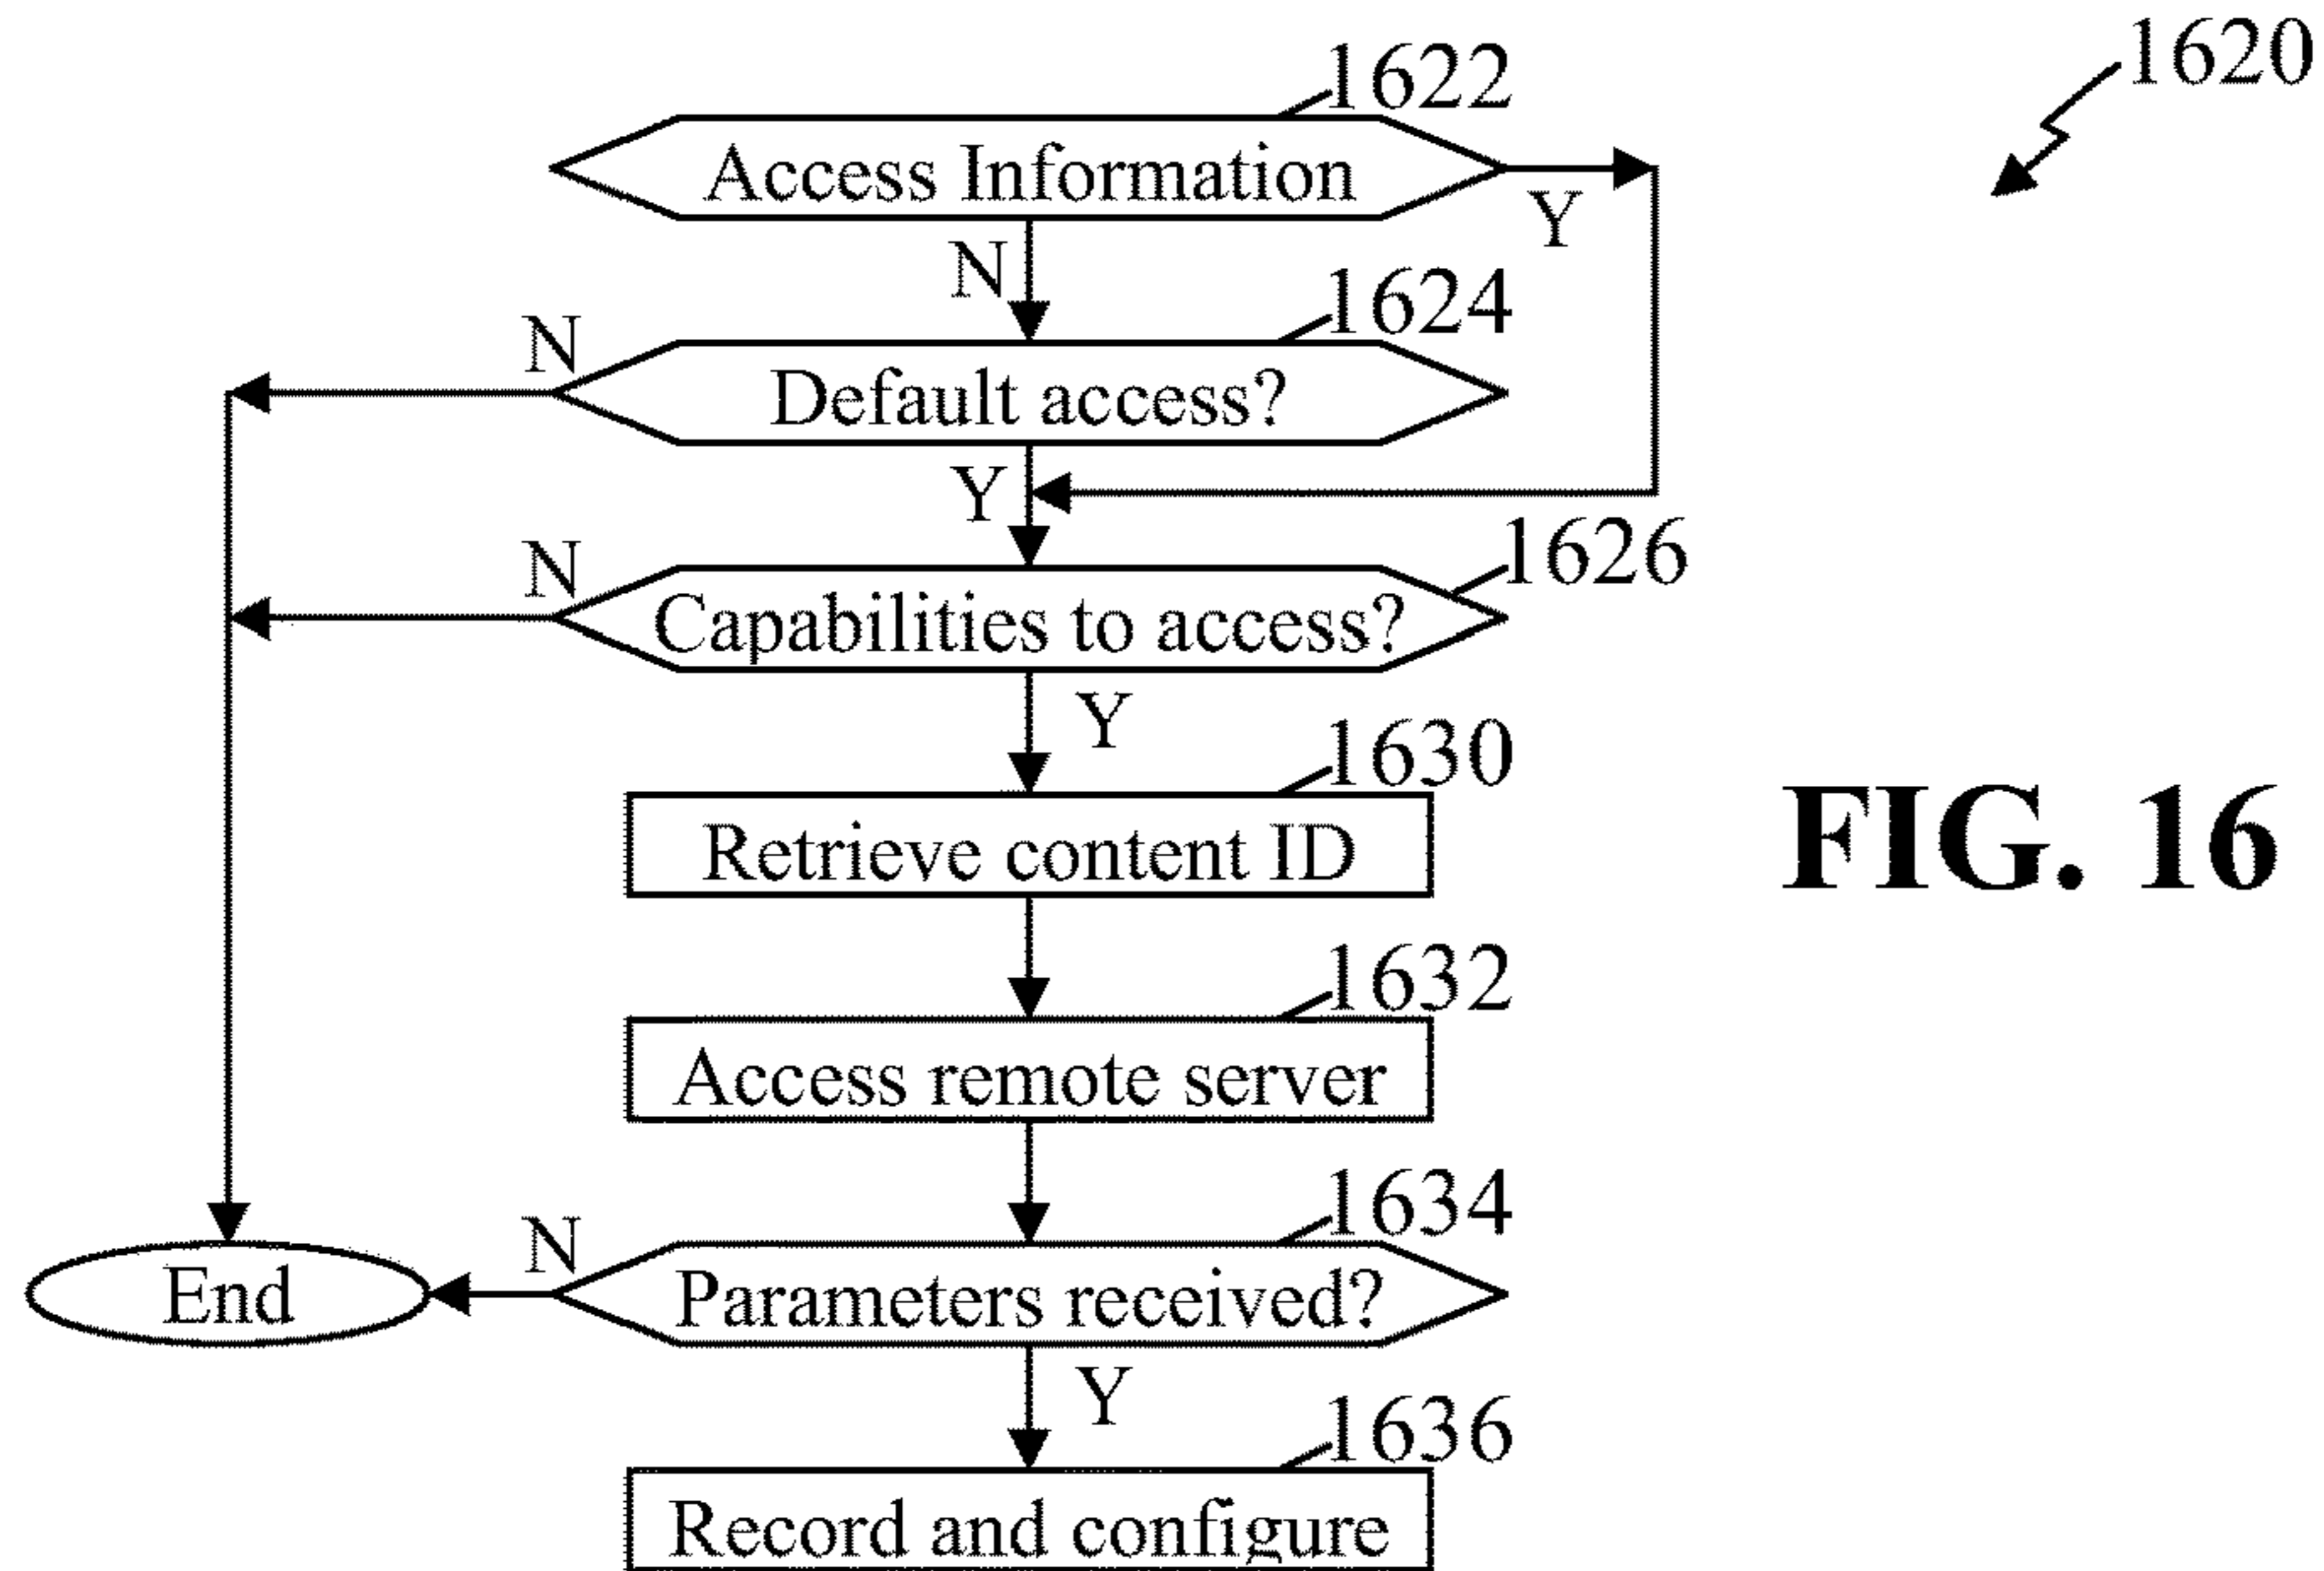 1620
1622
Access Information
Y
N
1624
N
Default access?
Y
1626
N
Capabilities to access?
Y
1630
Retrieve content ID
FIG. 16
1632
Access remote server
1634
N
End
Parameters received?
Y
1636
Record and configure